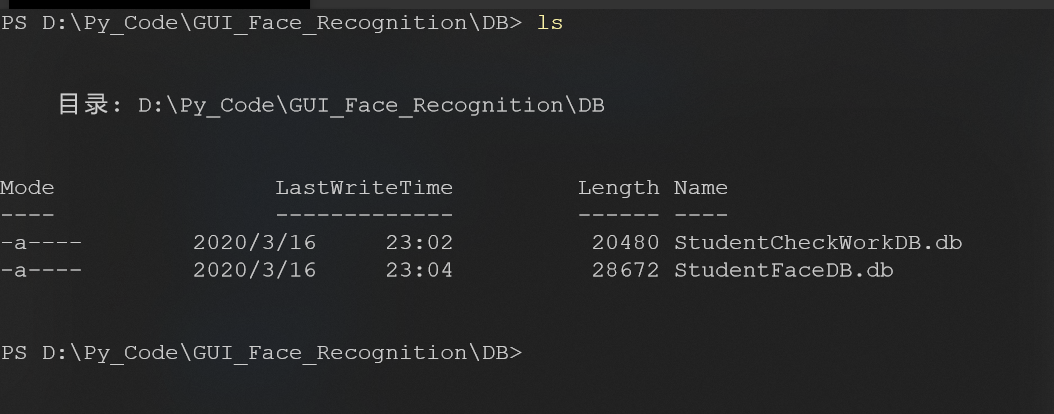 PS D:\Py_Code\GUI_Face_Recognition\DB> ls
目录: D:\Py_Code\GUI_Face_Recognition\DB
Mode                LastWriteTime         Length Name
----                -------------         ------ ----
-a----        2020/3/16     23:02          20480 StudentCheckWorkDB.db
-a----        2020/3/16     23:04          28672 StudentFaceDB.db
PS D:\Py_Code\GUI_Face_Recognition\DB>